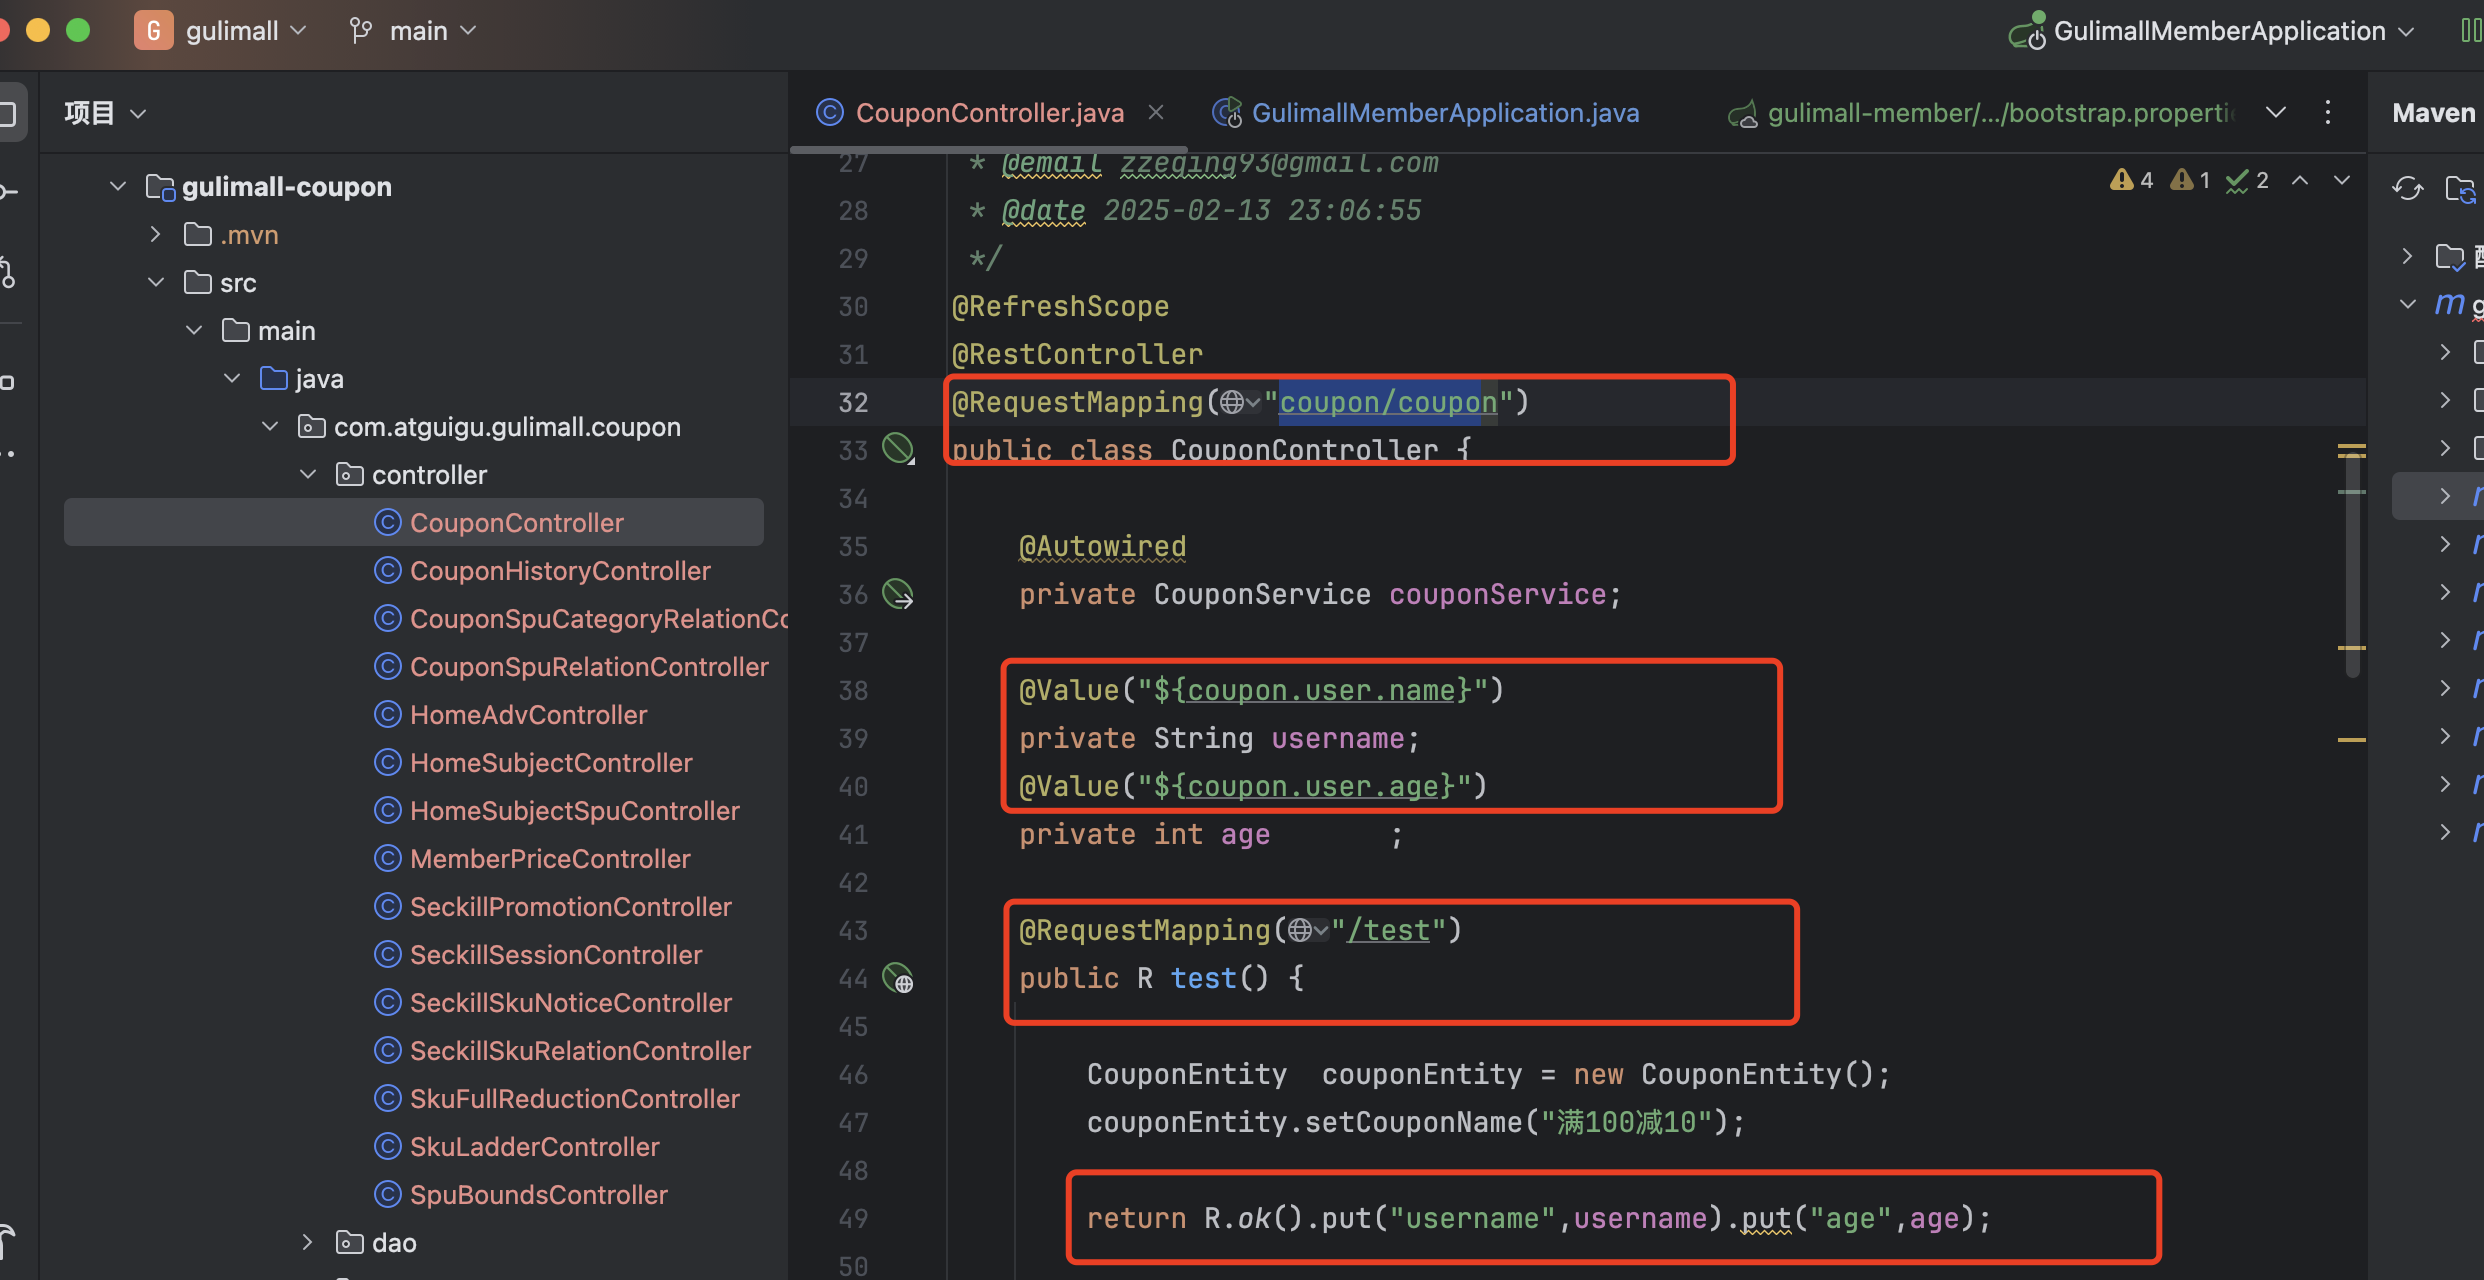 G gulimall main GulimallMemberApplication
项目
CouponController.java GulimallMemberApplication.java gulimall-member/.../bootstrap.properti
Maven
gulimall-coupon
.mvn
src
main
java
com.atguigu.gulimall.coupon
controller
CouponController
CouponHistoryController
CouponSpuCategoryRelationCo
CouponSpuRelationController
HomeAdvController
HomeSubjectController
HomeSubjectSpuController
MemberPriceController
SeckillPromotionController
SeckillSessionController
SeckillSkuNoticeController
SeckillSkuRelationController
SkuFullReductionController
SkuLadderController
SpuBoundsController
dao
4 1 2
27 * @email zzeqing93@gmail.com
28 * @date 2025-02-13 23:06:55
29 */
30 @RefreshScope
31 @RestController
32 @RequestMapping("coupon/coupon")
33 public class CouponController {
34
35 @Autowired
36 private CouponService couponService;
37
38 @Value("${coupon.user.name}")
39 private String username;
40 @Value("${coupon.user.age}")
41 private int age ;
42
43 @RequestMapping("/test")
44 public R test() {
45
46 CouponEntity couponEntity = new CouponEntity();
47 couponEntity.setCouponName("满100减10");
48
49 return R.ok().put("username",username).put("age",age);
50
m g